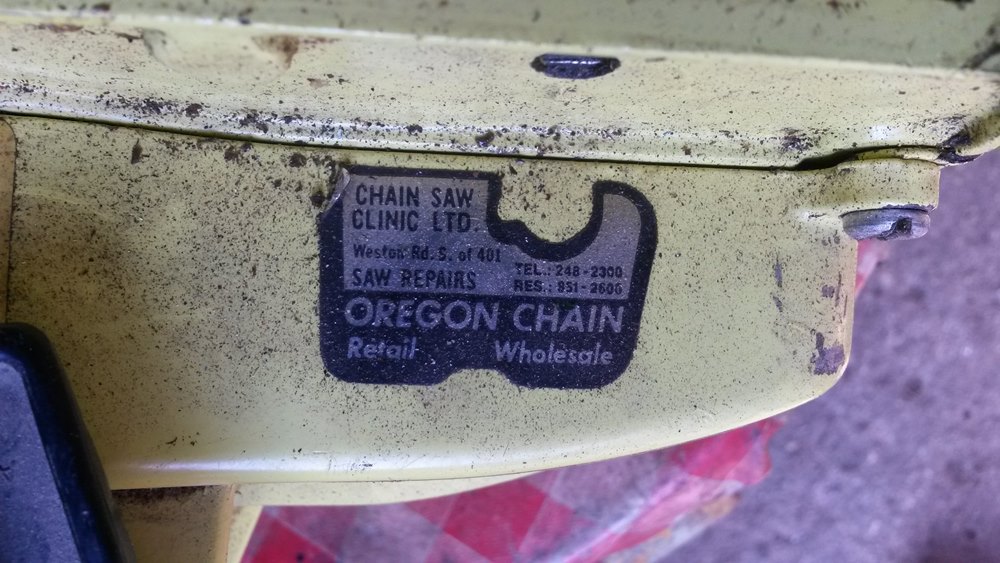 CHAIN SAW
CLINIC LTD.
Weston Rd. S. of 401
SAW REPAIRS
TEL.: 248-2300
RES.: 851-2600
OREGON CHAIN
Retail Wholesale